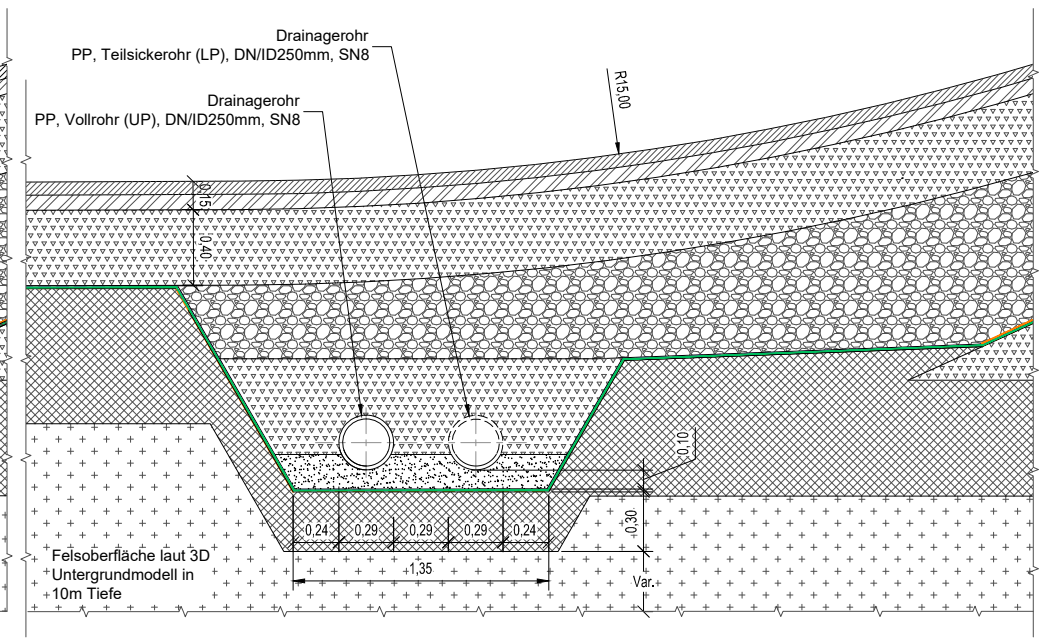 Drainagerohr
PP, Teilsickerohr (LP), DN/ID250mm, SN8
Drainagerohr
PP, Vollrohr (UP), DN/ID250mm, SN8
R15,00
0,15
0,40
0,10
0,24 0,29 0,29 0,29 0,24
0,30
1,35
Var.
Felsoberfläche laut 3D
Untergrundmodell in
10m Tiefe